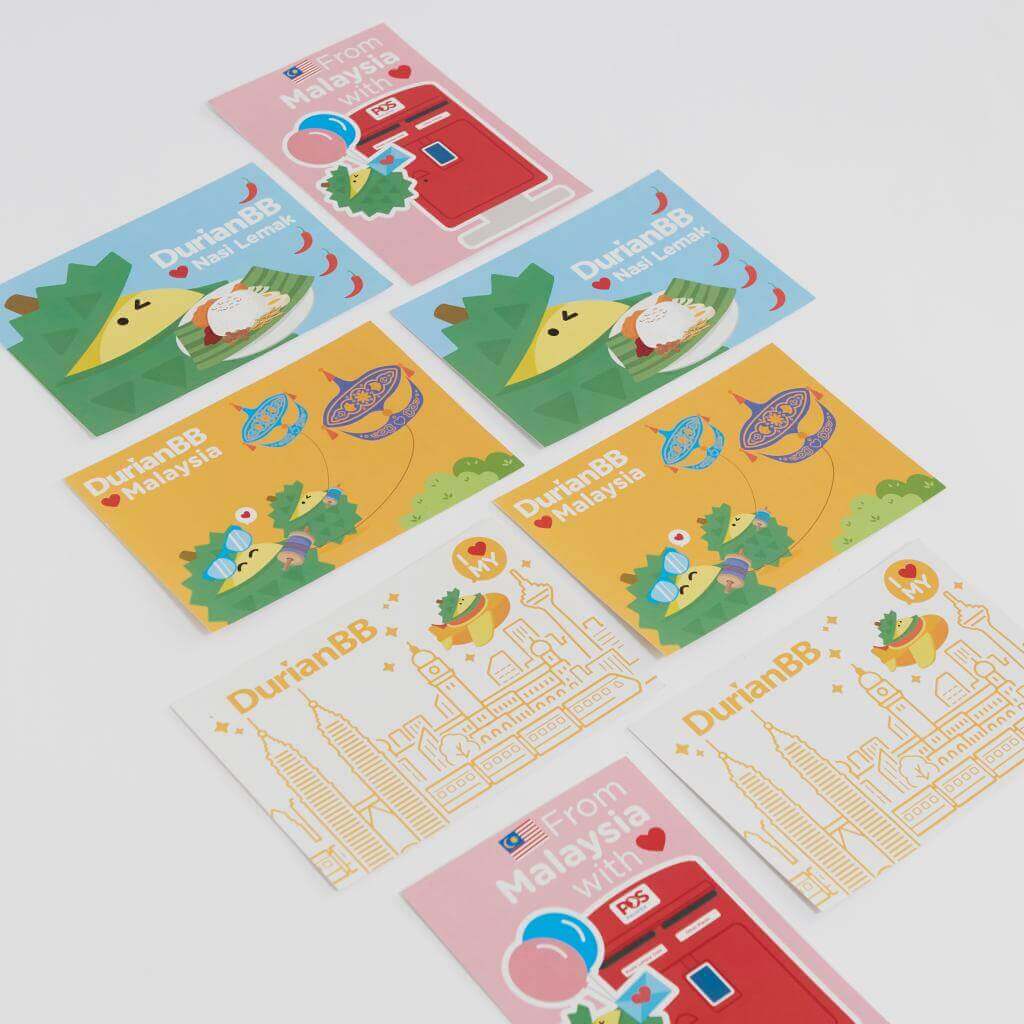 From
Malaysia
with
POS
DurianBB
Nasi Lemak
DurianBB
Nasi Lemak
DurianBB
Malaysia
DurianBB
Malaysia
I
MY
DurianBB
I
MY
DurianBB
From
Malaysia
with
POS